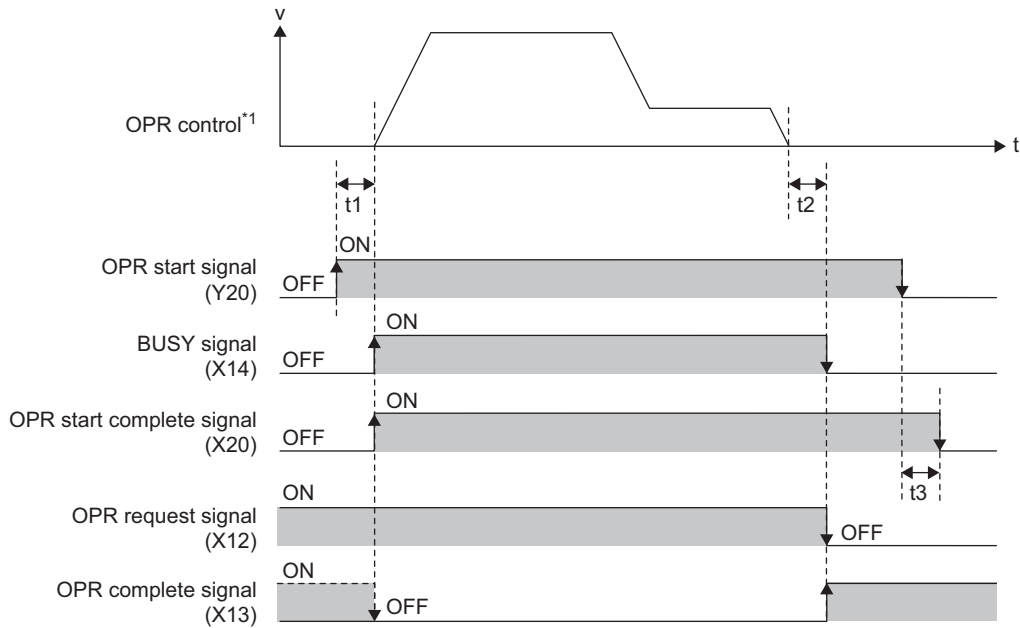 v
OPR control*1
t
t1
t2
ON
OPR start signal
(Y20)
OFF
ON
BUSY signal
(X14)
OFF
ON
OPR start complete signal
(X20)
OFF
t3
ON
OPR request signal
(X12)
OFF
ON
OPR complete signal
(X13)
OFF